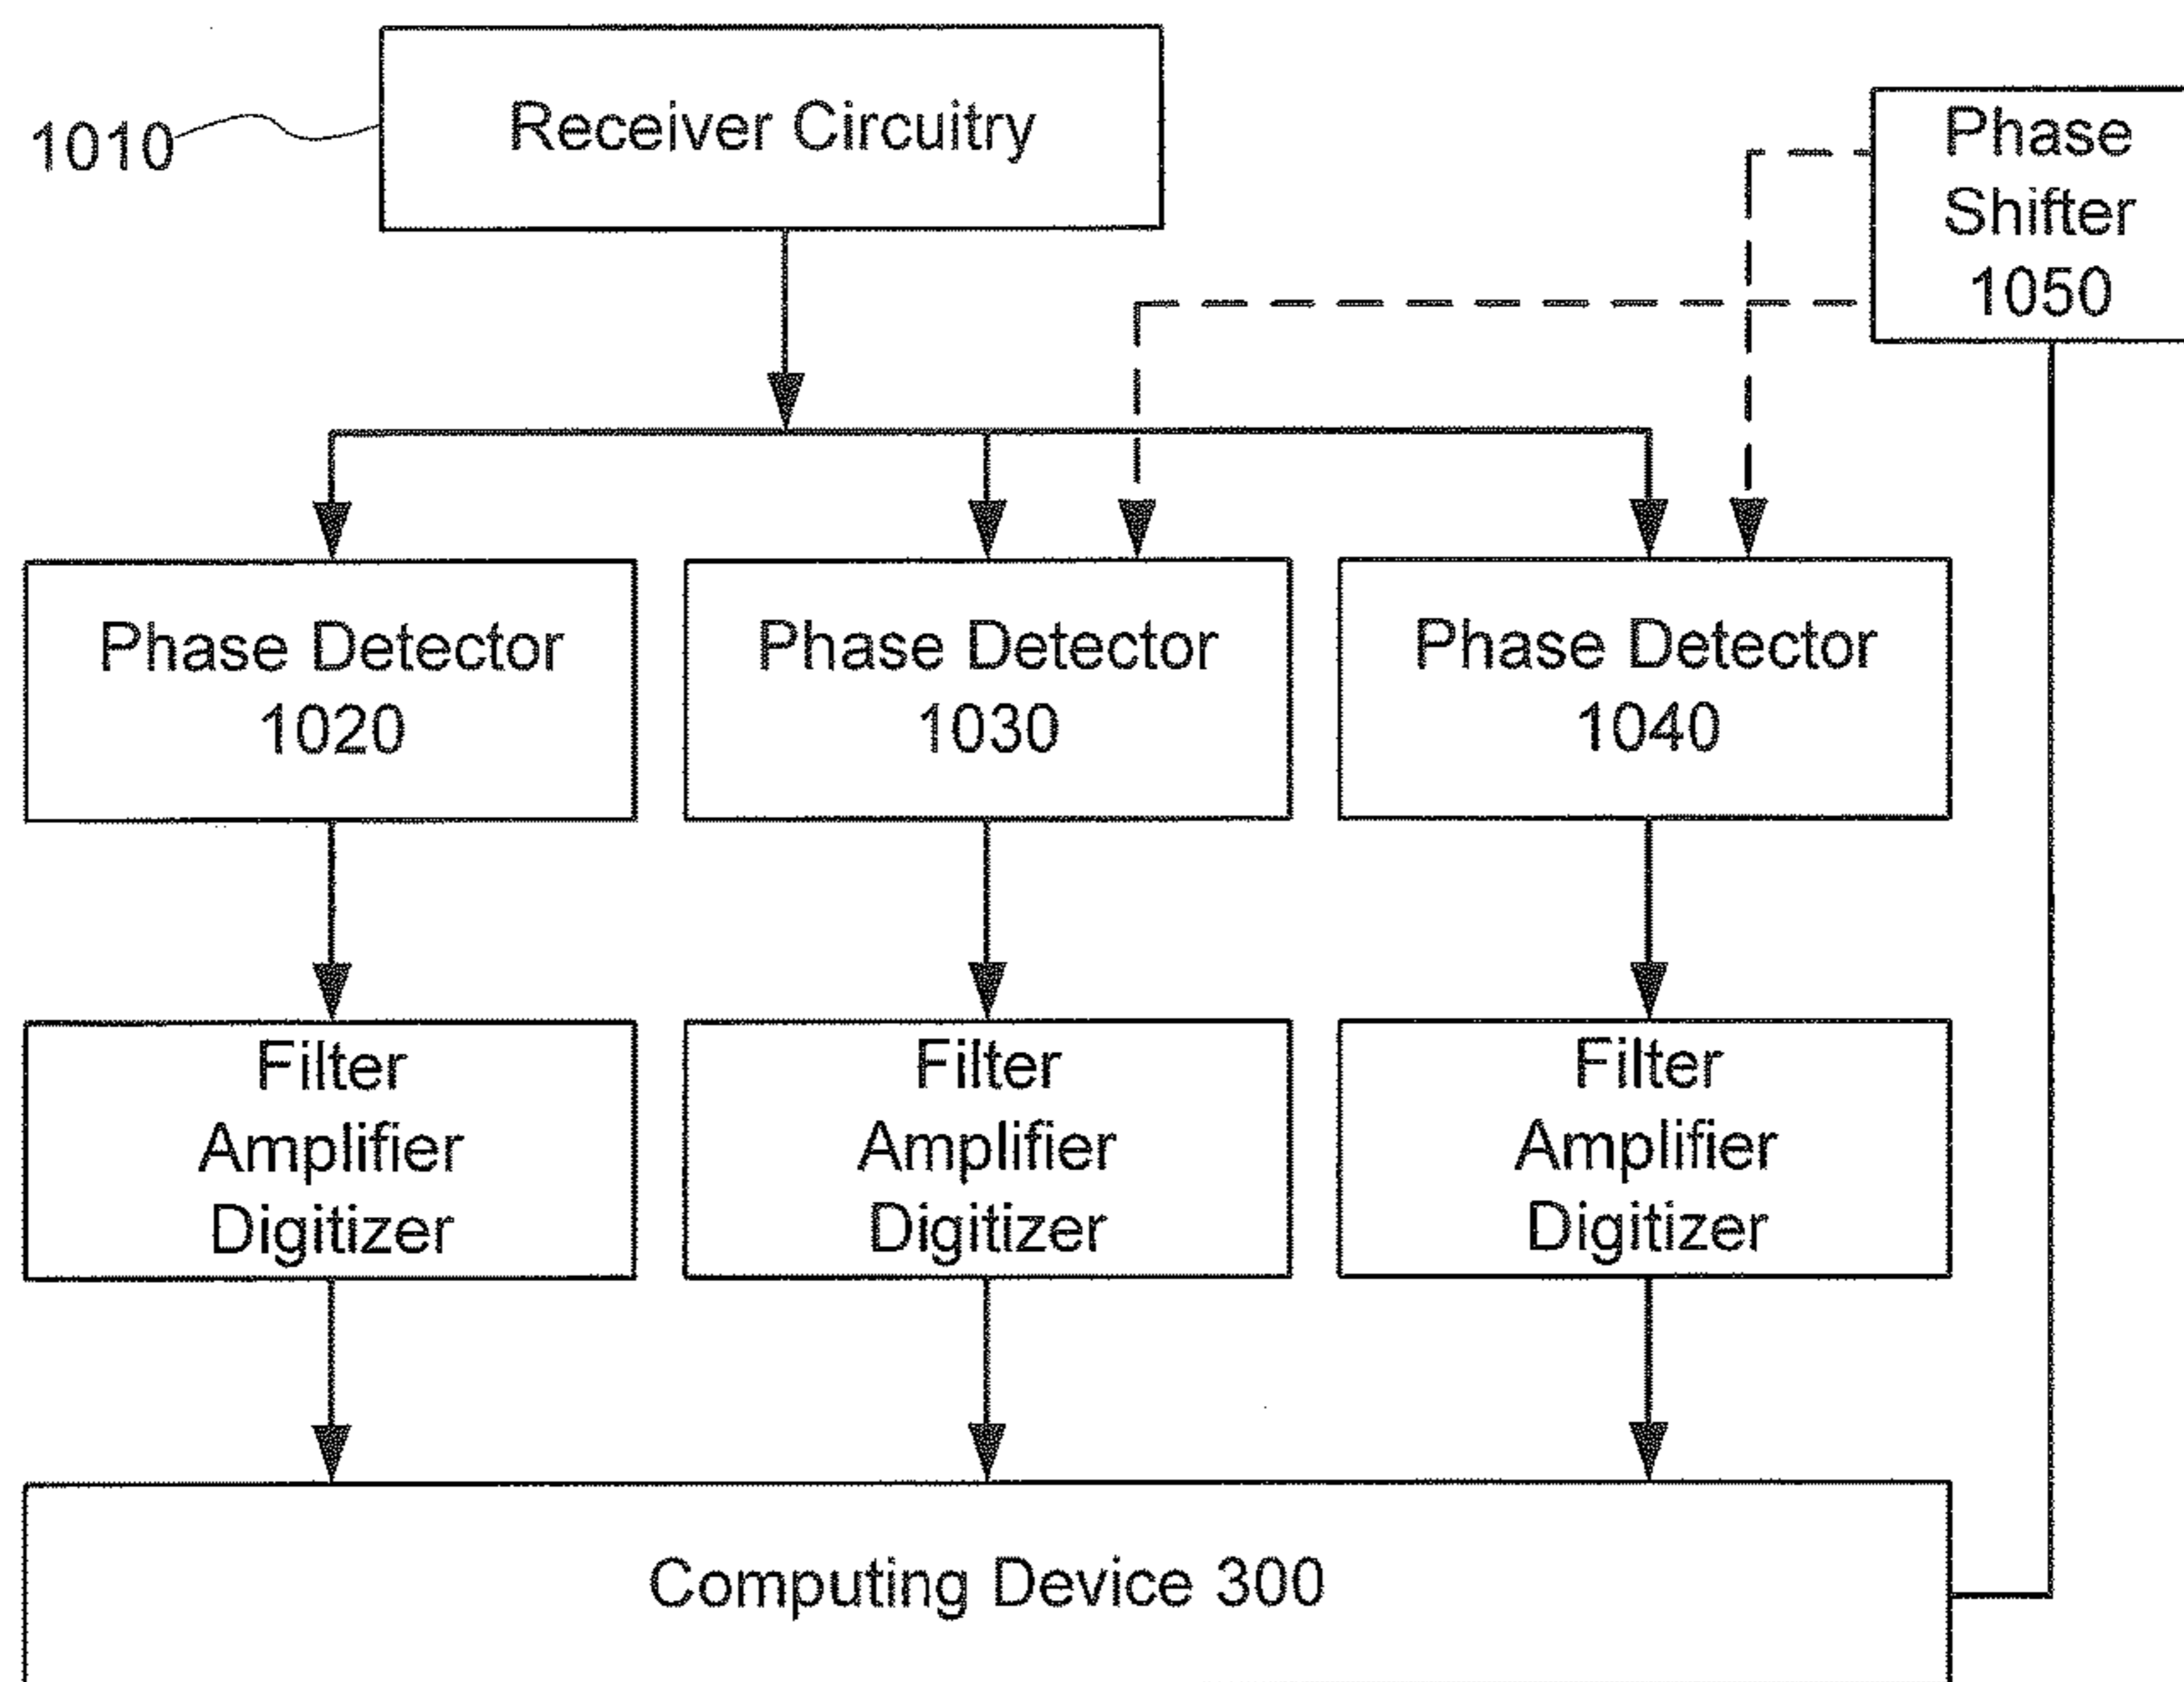 Receiver Circuitry
1010
Phase
Shifter
1050
Phase Detector
1020
Phase Detector
1030
Phase Detector
1040
Filter
Amplifier
Digitizer
Filter
Amplifier
Digitizer
Filter
Amplifier
Digitizer
Computing Device 300